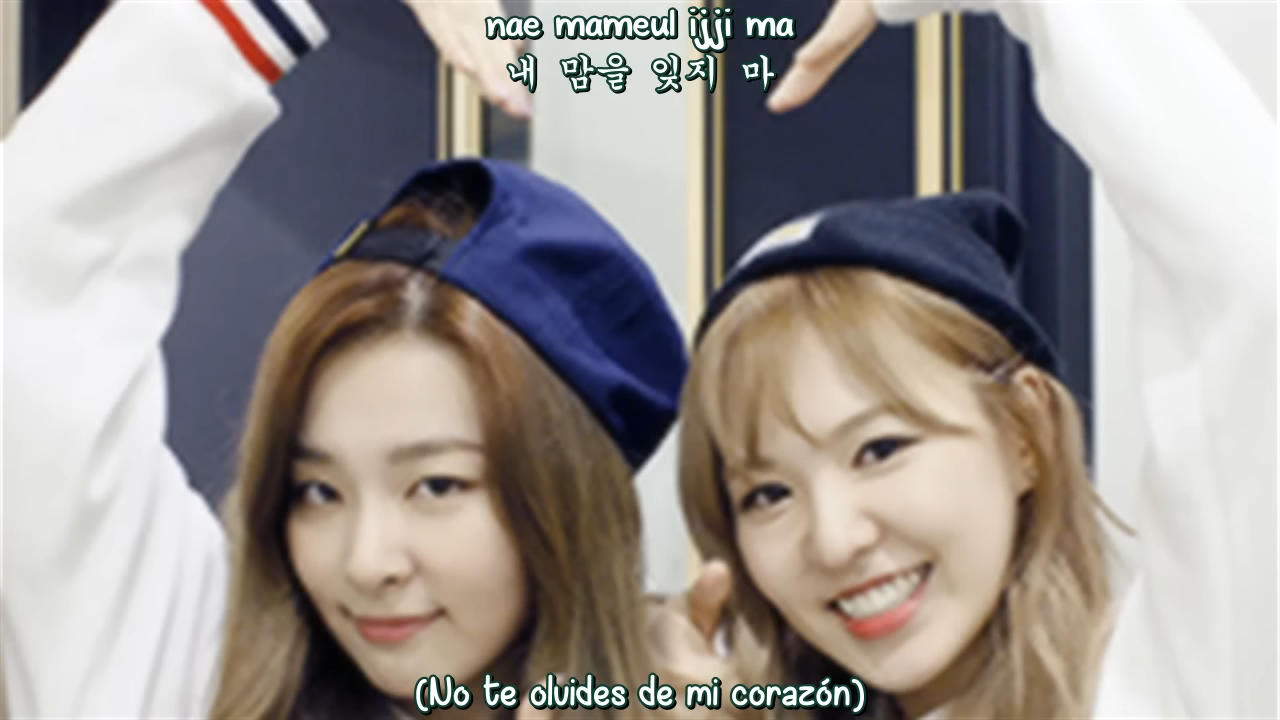 nae mameul ijji ma
내 맘을 잊지 마
(No te olvides de mi corazón)